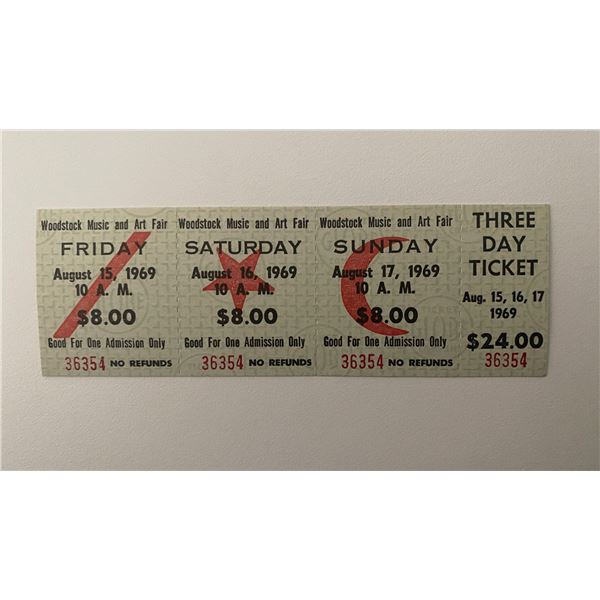 Woodstock Music and Art Fair
FRIDAY
August 15, 1969
10 A. M.
$8.00
Good For One Admission Only
36354 NO REFUNDS
Woodstock Music and Art Fair
SATURDAY
August 16, 1969
10 A. M.
$8.00
Good For One Admission Only
36354 NO REFUNDS
Woodstock Music and Art Fair
SUNDAY
August 17, 1969
10 A. M.
$8.00
Good For One Admission Only
36354 NO REFUNDS
THREE
DAY
TICKET
Aug. 15, 16, 17
1969
$24.00
36354